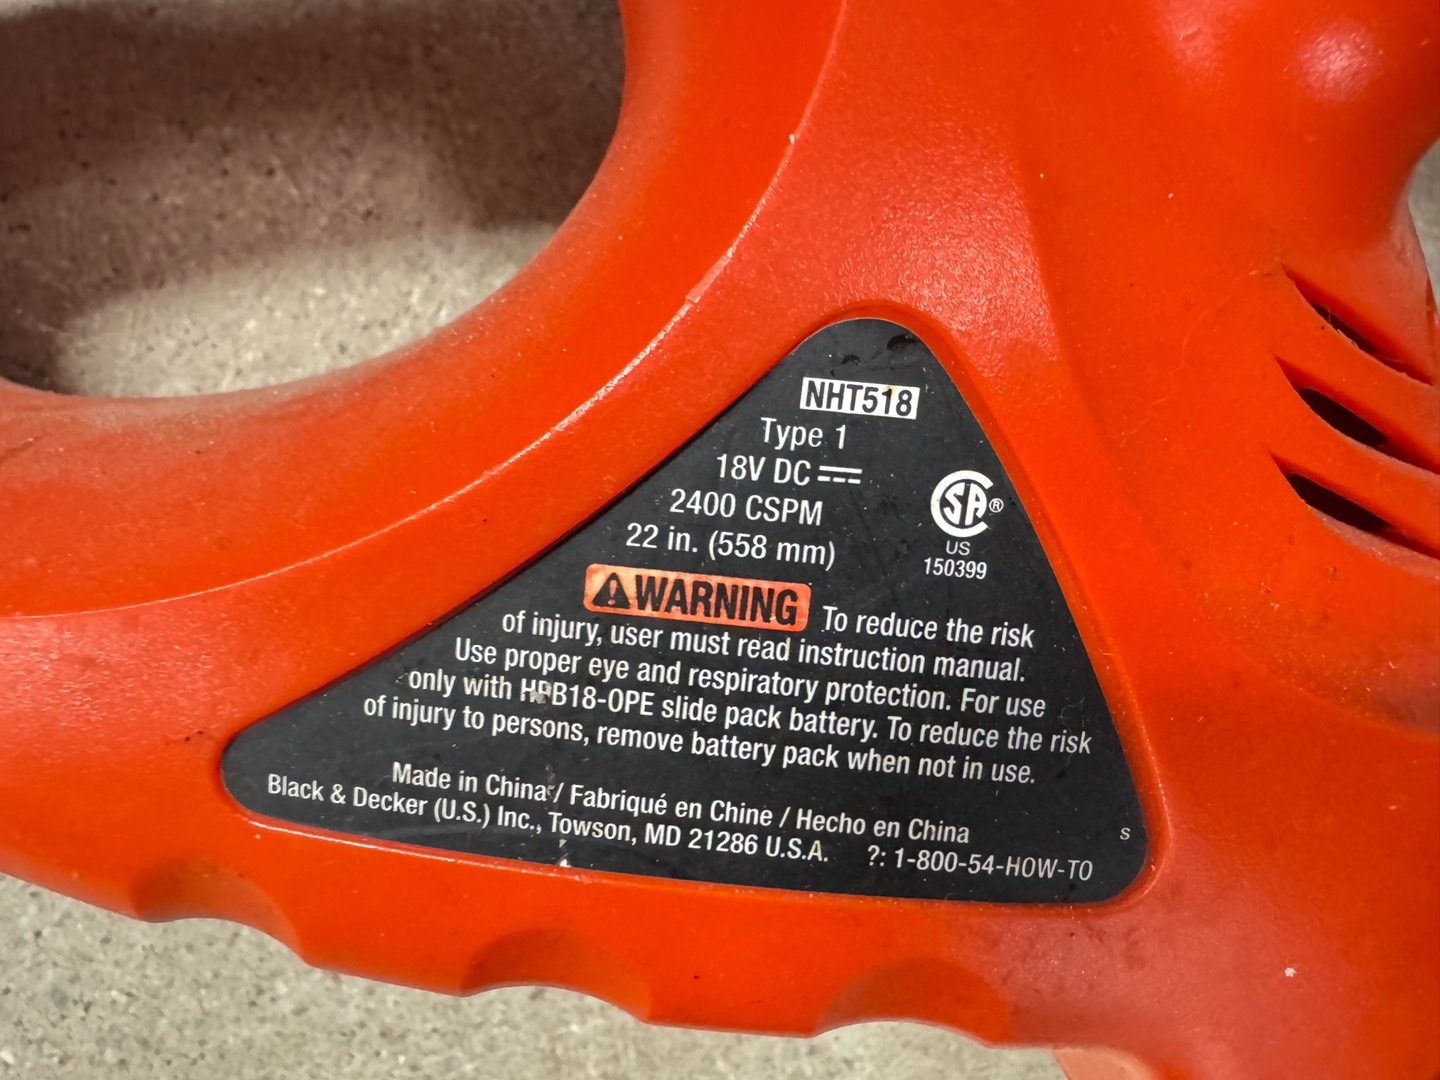 NHT518
Type 1
18V DC
2400 CSPM
22 in. (558 mm)
SA ®
US
150399
WARNING To reduce the risk
of injury, user must read instruction manual.
Use proper eye and respiratory protection. For use
only with HPB18-OPE slide pack battery. To reduce the risk
of injury to persons, remove battery pack when not in use.
Made in China / Fabriqué en Chine / Hecho en China
S
Black & Decker (U.S.) Inc., Towson, MD 21286 U.S.A. ?: 1-800-54-HOW-TO